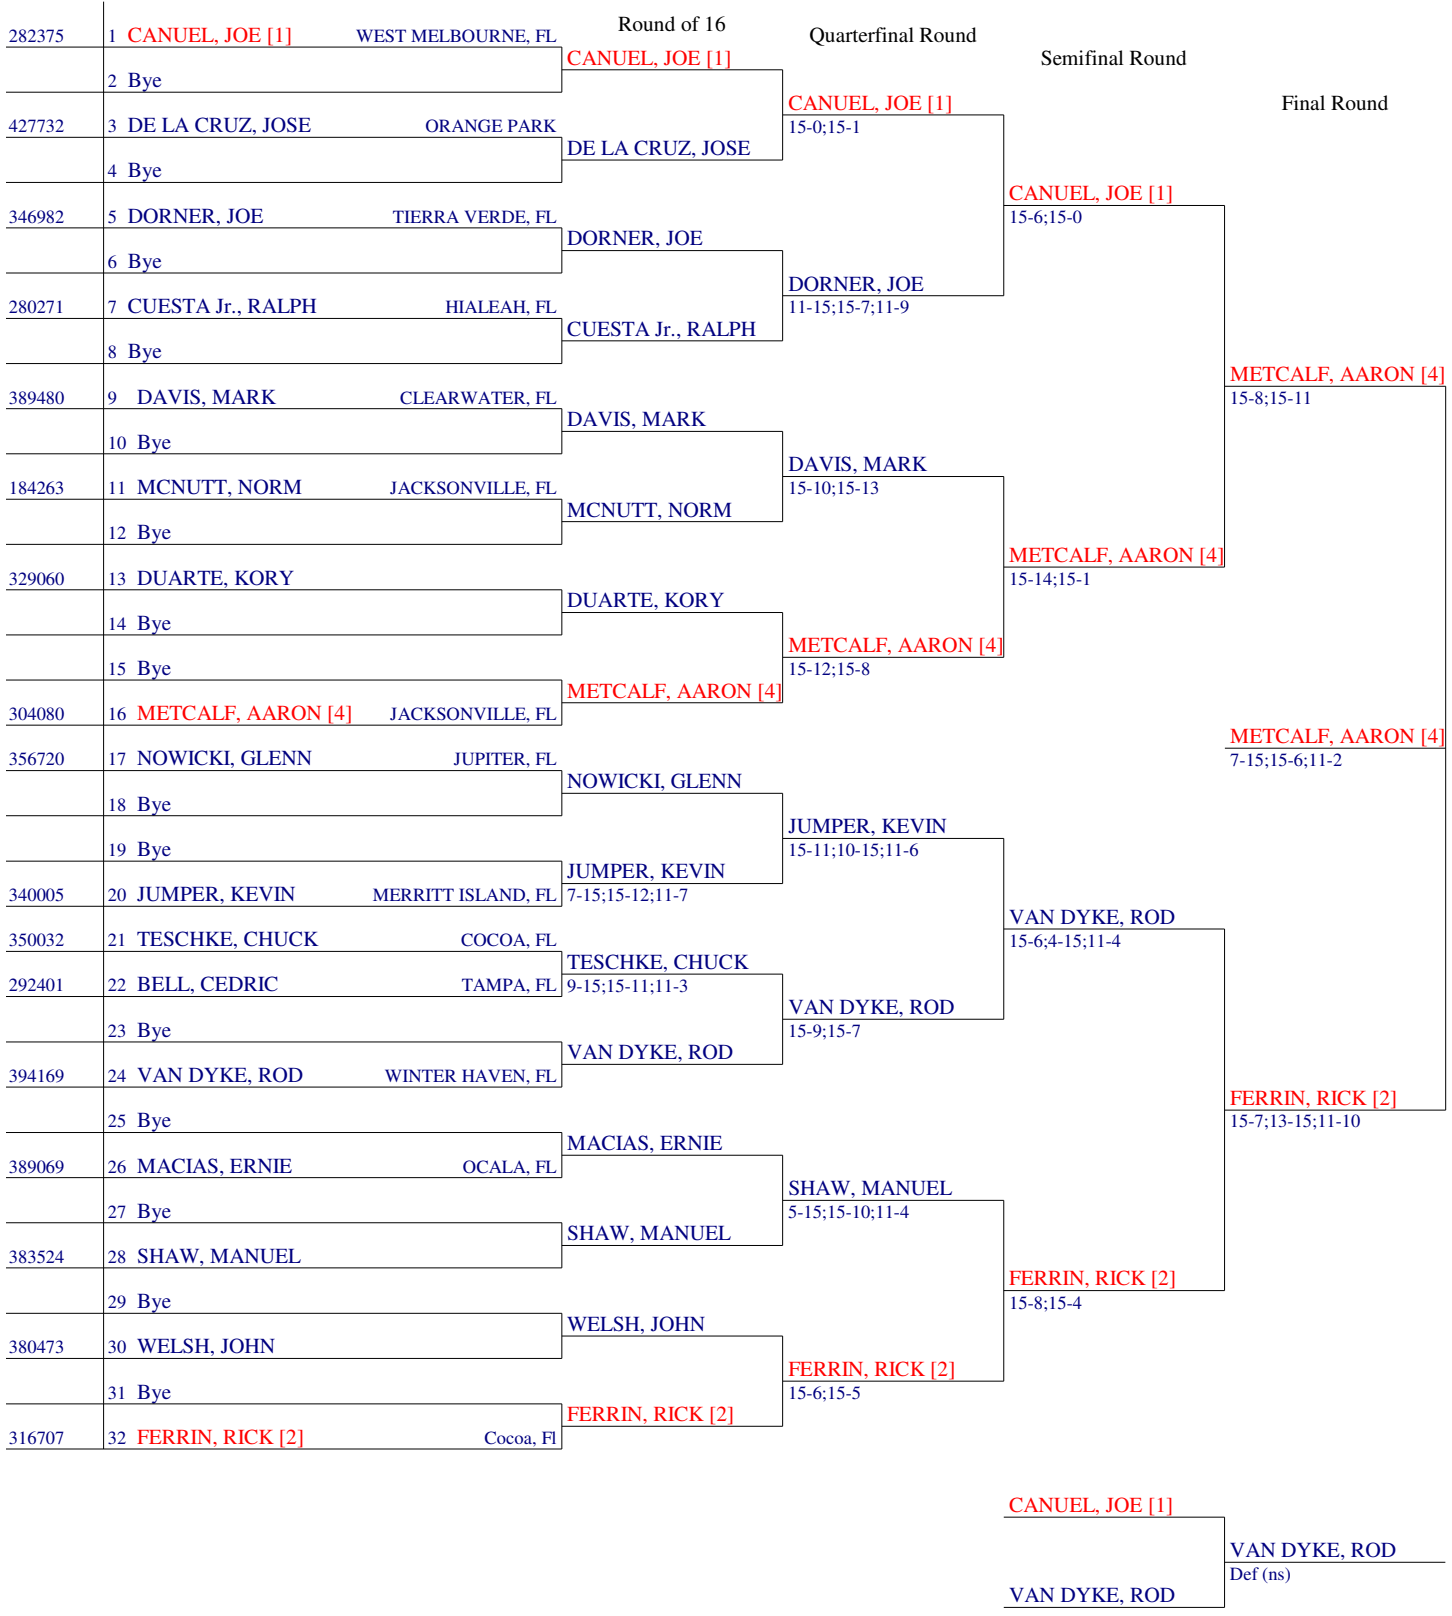 Round of 16
Quarterfinal Round
Semifinal Round
Final Round
282375 1 CANUEL, JOE [1] WEST MELBOURNE, FL
2 Bye
427732 3 DE LA CRUZ, JOSE ORANGE PARK
4 Bye
346982 5 DORNER, JOE TIERRA VERDE, FL
6 Bye
280271 7 CUESTA Jr., RALPH HIALEAH, FL
8 Bye
389480 9 DAVIS, MARK CLEARWATER, FL
10 Bye
184263 11 MCNUTT, NORM JACKSONVILLE, FL
12 Bye
329060 13 DUARTE, KORY
14 Bye
15 Bye
304080 16 METCALF, AARON [4] JACKSONVILLE, FL
356720 17 NOWICKI, GLENN JUPITER, FL
18 Bye
19 Bye
340005 20 JUMPER, KEVIN MERRITT ISLAND, FL
350032 21 TESCHKE, CHUCK COCOA, FL
292401 22 BELL, CEDRIC TAMPA, FL
23 Bye
394169 24 VAN DYKE, ROD WINTER HAVEN, FL
25 Bye
389069 26 MACIAS, ERNIE OCALA, FL
27 Bye
383524 28 SHAW, MANUEL
29 Bye
380473 30 WELSH, JOHN
31 Bye
316707 32 FERRIN, RICK [2] Cocoa, Fl
CANUEL, JOE [1]
DE LA CRUZ, JOSE
DORNER, JOE
CUESTA Jr., RALPH
DAVIS, MARK
MCNUTT, NORM
DUARTE, KORY
METCALF, AARON [4]
NOWICKI, GLENN
JUMPER, KEVIN
7-15;15-12;11-7
TESCHKE, CHUCK
9-15;15-11;11-3
VAN DYKE, ROD
MACIAS, ERNIE
SHAW, MANUEL
WELSH, JOHN
FERRIN, RICK [2]
CANUEL, JOE [1]
15-0;15-1
DORNER, JOE
11-15;15-7;11-9
DAVIS, MARK
15-10;15-13
METCALF, AARON [4]
15-12;15-8
JUMPER, KEVIN
15-11;10-15;11-6
VAN DYKE, ROD
15-9;15-7
SHAW, MANUEL
5-15;15-10;11-4
FERRIN, RICK [2]
15-6;15-5
CANUEL, JOE [1]
15-6;15-0
METCALF, AARON [4]
15-14;15-1
VAN DYKE, ROD
15-6;4-15;11-4
FERRIN, RICK [2]
15-8;15-4
METCALF, AARON [4]
15-8;15-11
METCALF, AARON [4]
7-15;15-6;11-2
FERRIN, RICK [2]
15-7;13-15;11-10
CANUEL, JOE [1]
VAN DYKE, ROD
VAN DYKE, ROD
Def (ns)